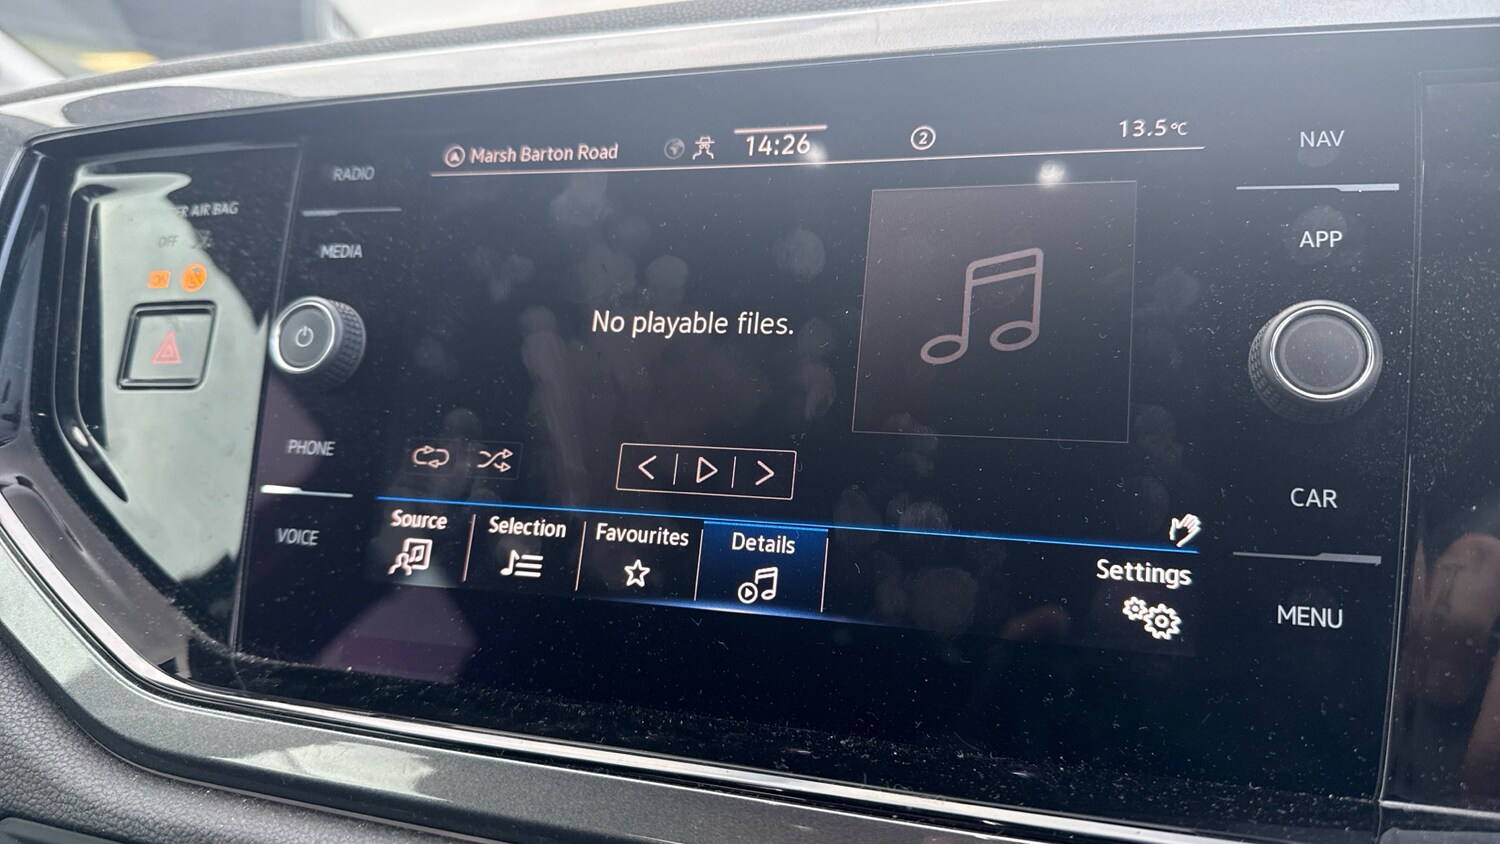 Marsh Barton Road
14:26
2
13.5°C
RADIO
NAV
AIR BAG
OFF
ON
MEDIA
APP
No playable files.
PHONE
CAR
VOICE
Source
Selection
Favourites
Details
Settings
MENU